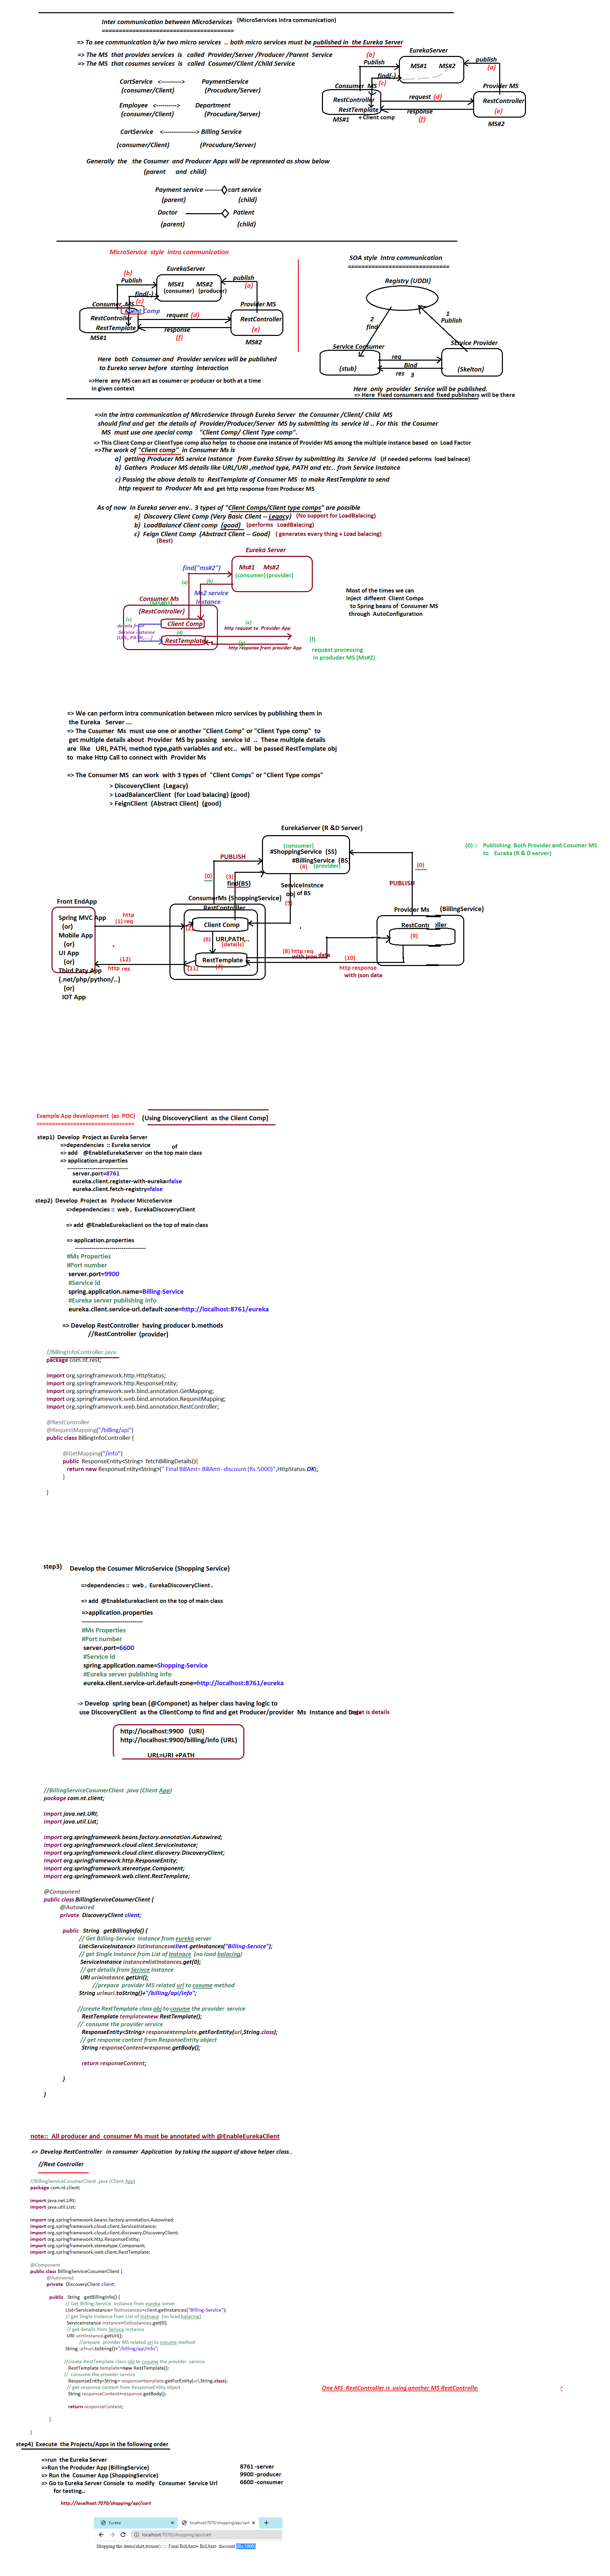 Inter communication between MicroServices (MicroServices Intra communication)
=======================================
=> To see communication b/w two micro services .. both micro services must be published in the Eureka Server
=> The MS that provides services is called Provider/Server /Producer /Parent Service
=> The MS that cosumes services is called Cosumer/Client /Child Service
CartService <----------> PaymentService
(consumer/Client) (Procudure/Server)
Employee <----------> Department
(consumer/Client) (Procudure/Server)
CartService <---------------> Billing Service
(consumer/Client) (Procudure/Server)
EurekaServer
(b)
Publish
MS#1 MS#2
publish
(a)
find(-)
(c)
Consumer MS
Provider MS
RestController
request (d)
RestController
RestTemplate
response
(e)
MS#1
+ Client comp
(f)
MS#2
Generally the the Cosumer and Producer Apps will be represented as show below
(parent and child)
Payment service ------ cart service
(parent) (child)
Doctor Patient
(parent) (child)
MicroService style intra communication
EurekaServer
(b)
Publish
MS#1 MS#2
(consumer) (producer)
publish
(a)
find(-)
(c)
Consumer MS
Client Comp
Provider MS
RestController
request (d)
RestController
RestTemplate
response
(e)
MS#1
(f)
MS#2
Here both Consumer and Provide services will be published
to Eureka server before starting interaction
=>Here any MS can act as cosumer or producer or both at a time
in given context
SOA style Intra communication
==============================
Registry (UDDI)
2
find
1
Publish
Service Consumer
SErvice Provider
req
Bind
(stub)
res 3
(Skelton)
Here only provider Service will be published.
=> Here Fixed consumers and fixed publishers will be there
=>In the intra communication of MicroService through Eureka Server the Consumer /Client/ Child MS
should find and get the details of Provider/Producer/Server MS by submitting its service id .. For this the Cosumer
MS must use one special comp "Client Comp/ Client Type comp".
=> This Client Comp or ClientType comp also helps to choose one instance of Provider MS among the multiple instance based on Load Factor
=>The work of "Client comp" in Consumer Ms is
a) getting Producer MS service Instance from Eureka SErver by submitting its Service Id (if needed peforms load balnace)
b) Gathers Producer MS details like URL/URI ,method type, PATH and etc.. from Service Instance
c) Passing the above details to RestTemplate of Consumer MS to make RestTemplate to send
http request to Producer Ms and get http response from Producer MS
As of now In Eureka server env.. 3 types of "Client Comps/Client type comps" are possible
a) Discovery Client comp (Very Basic Client -- Legacy) (No support for LoadBalancing)
b) LoadBalance Client comp (good) (performs LoadBalacing)
c) Feign Client Comp (Abstract Client -- Good) ( generates every thing + Load balacing)
(Best)
Eureka Server
find("ms#2")
Ms#1 Ms#2
(consumer) (provider)
(a)
(b)
Ms2 service
Instance
Consumer Ms
(MS#01)
(RestController)
(c)
details from
Service instance
(URL, PATH,....)
Client Comp
(d)
RestTemplate
(e)
http request to Provider App
(g)
http response from provider App
(f)
request processing
in produder MS (Ms#2)
Most of the times we can
inject different Client Comps
to Spring beans of Consumer MS
through AutoConfiguration
=> We can perform intra communication between micro services by publishing them in
the Eureka Server ...
=> The Cusumer Ms must use one or another "Client Comp" or "Client Type comp" to
get multiple details about Provider MS by passing service id .. These multiple details
are like URI, PATH, method type,path variables and etc.. will be passed RestTemplate obj
to make Http Call to connect with Provider Ms
=> The Consumer MS can work with 3 types of "Client Comps" or "Client Type comps"
> DiscoveryClient (Legacy)
> LoadBalancerClient (for Load balacing) (good)
> FeignClient (Abstract Client) (good)
EurekaServer (R &D Server)
(consumer)
#ShoppingService (SS)
#BillingService (BS)
(4) (provider)
(0) :: Publishing Both Provider and Cosumer MS
to Eureka (R & D server)
PUBLISH
(0)
(3)
find(BS)
ServiceInstnce
obj of BS
(5)
PUBLISH
(0)
ConsumerMs (ShoppingService)
RestController
Provider Ms (BillingService)
Front EndApp
Spring MVC App
(or)
Mobile App
(or)
UI App
(or)
Third Paty App
(.net/php/python/..)
(or)
IOT App
http
(1) req
(2)
Client Comp
(6) URI,PATH,..
(details)
RestTemplate
(7)
(11)
(12)
http res
(8) http req
with json data
(10)
http response
with json data
RestController
(9)
Example App development (as POC) (Using DiscoveryClient as the Client Comp)
================================
step1) Develop Project as Eureka Server
=>dependencies :: Eureka service
of
=> add @EnableEurekaServer on the top main class
=> application.properties
---------------------------
server.port=8761
eureka.client.register-with-eureka=false
eureka.client.fetch-registry=false
step2) Develop Project as Producer MicroService
=>dependencies :: web , EurekaDiscoveryClient
=> add @EnableEurekaclient on the top of main class
=> application.properties
--------------------------------
#Ms Properties
#Port number
server.port=9900
#Service id
spring.application.name=Billing-Service
#Eureka server publishing info
eureka.client.service-url.default-zone=http://localhost:8761/eureka
=> Develop RestController having producer b.methods
//RestController (provider)
//BillingInfoController.java
package com.nt.rest;
import org.springframework.http.HttpStatus;
import org.springframework.http.ResponseEntity;
import org.springframework.web.bind.annotation.GetMapping;
import org.springframework.web.bind.annotation.RequestMapping;
import org.springframework.web.bind.annotation.RestController;
@RestController
@RequestMapping("/billing/api")
public class BillingInfoController {
@GetMapping("/info")
public ResponseEntity<String> fetchBillingDetails(){
return new ResponseEntity<String>(" Final BillAmt= BillAmt- discount (Rs.5000)",HttpStatus.OK);
}
}
step3) Develop the Cosumer MicroService (Shopping Service)
=>dependencies :: web , EurekaDiscoveryClient ,
=> add @EnableEurekaclient on the top of main class
=>application.properties
---------------------------
#Ms Properties
#Port number
server.port=6600
#Service id
spring.application.name=Shopping-Service
#Eureka server publishing info
eureka.client.service-url.default-zone=http://localhost:8761/eureka
-> Develop spring bean (@Componet) as helper class having logic to
use DiscoveryClient as the ClientComp to find and get Producer/provider Ms Instance and is details
http://localhost:9900 (URI)
http://localhost:9900/billing/info (URL)
URL=URI +PATH
//BillingServiceCosumerClient .java (Client App)
package com.nt.client;
import java.net.URI;
import java.util.List;
import org.springframework.beans.factory.annotation.Autowired;
import org.springframework.cloud.client.ServiceInstance;
import org.springframework.cloud.client.discovery.DiscoveryClient;
import org.springframework.http.ResponseEntity;
import org.springframework.stereotype.Component;
import org.springframework.web.client.RestTemplate;
@Component
public class BillingServiceCosumerClient {
@Autowired
private DiscoveryClient client;
public String getBillingInfo() {
// Get Billing-Service Instance from eureka server
List<ServiceInstance> listInstances=client.getInstances("Billing-Service");
// get Single Instance from List of Instnace (no load balacing)
ServiceInstance instance=listInstances.get(0);
// get details from Serivce Instance
URI uri=instance.getUri();
//prepare provider MS related url to cosume method
String url=uri.toString()+"/billing/api/info";
//create RestTemplate class obj to cosume the provider service
RestTemplate template=new RestTemplate();
// consume the provider service
ResponseEntity<String> response=template.getForEntity(url,String.class);
// get response content from ResponseEntity object
String responseContent=response.getBody();
return responseContent;
}
}
note:: All producer and consumer Ms must be annotated with @EnableEurekaClient
=> Develop RestController in consumer Application by taking the support of above helper class..
//Rest Controller
//BillingServiceCosumerClient .java (Client App)
package com.nt.client;
import java.net.URI;
import java.util.List;
import org.springframework.beans.factory.annotation.Autowired;
import org.springframework.cloud.client.ServiceInstance;
import org.springframework.cloud.client.discovery.DiscoveryClient;
import org.springframework.http.ResponseEntity;
import org.springframework.stereotype.Component;
import org.springframework.web.client.RestTemplate;
@Component
public class BillingServiceCosumerClient {
@Autowired
private DiscoveryClient client;
public String getBillingInfo() {
// Get Billing-Service Instance from eureka server
List<ServiceInstance> listInstances=client.getInstances("Billing-Service");
// get Single Instance from List of Instnace (no load balacing)
ServiceInstance instance=listInstances.get(0);
// get details from Serivce Instance
URI uri=instance.getUri();
//prepare provider MS related url to cosume method
String url=uri.toString()+"/billing/api/info";
//create RestTemplate class obj to cosume the provider service
RestTemplate template=new RestTemplate();
// consume the provider service
ResponseEntity<String> response=template.getForEntity(url,String.class);
// get response content from ResponseEntity object
String responseContent=response.getBody();
return responseContent;
}
}
One MS RestController is using another MS RestControlle.
?
step4) Execute the Projects/Apps in the following order
=>run the Eureka Server
=>Run the Produder App (BillingService)
=> Run the Cosumer App (ShoppingService)
=> Go to Eureka Server Console to modify Consumer Service Url
for testing..
8761 -server
9900 -producer
6600 -consumer
http://localhost:7070/shopping/api/cart
Eureka
localhost:7070/shopping/api/cart
localhost:7070/shopping/api/cart
Shopping the items(shirt,trouser) :::: Final BillAmt= BillAmt- discount (Rs.5000)